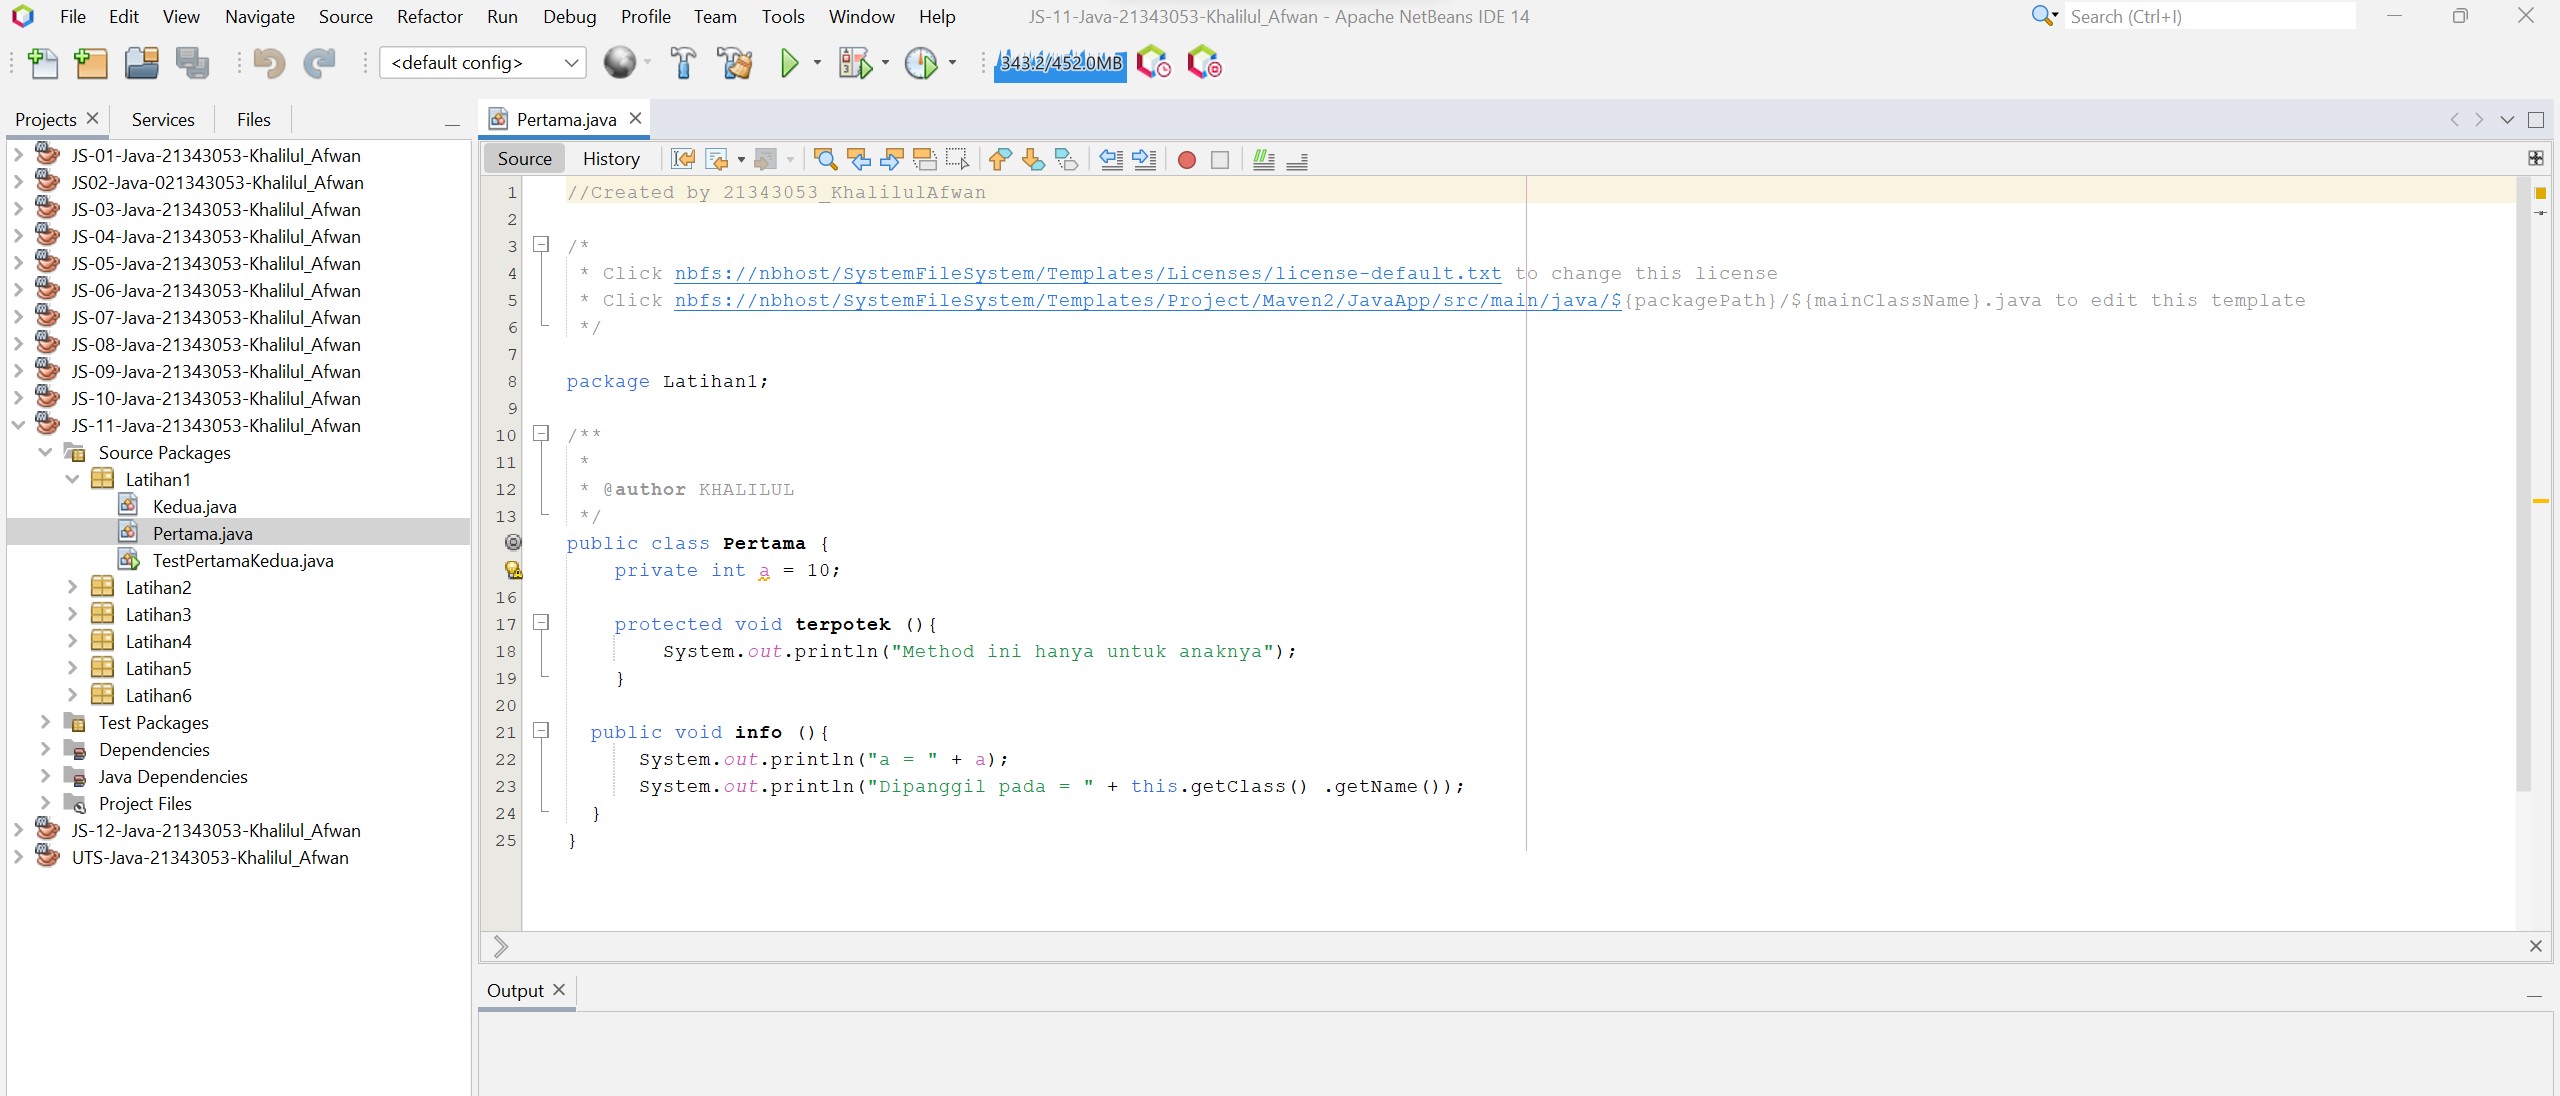 File Edit View Navigate Source Refactor Run Debug Profile Team Tools Window Help
JS-11-Java-21343053-Khalilul_Afwan - Apache NetBeans IDE 14
Search (Ctrl+I)
<default config>
343.2/452.0MB
Projects Services Files
JS-01-Java-21343053-Khalilul_Afwan
JS02-Java-021343053-Khalilul_Afwan
JS-03-Java-21343053-Khalilul_Afwan
JS-04-Java-21343053-Khalilul_Afwan
JS-05-Java-21343053-Khalilul_Afwan
JS-06-Java-21343053-Khalilul_Afwan
JS-07-Java-21343053-Khalilul_Afwan
JS-08-Java-21343053-Khalilul_Afwan
JS-09-Java-21343053-Khalilul_Afwan
JS-10-Java-21343053-Khalilul_Afwan
JS-11-Java-21343053-Khalilul_Afwan
Source Packages
Latihan1
Kedua.java
Pertama.java
TestPertamaKedua.java
Latihan2
Latihan3
Latihan4
Latihan5
Latihan6
Test Packages
Dependencies
Java Dependencies
Project Files
JS-12-Java-21343053-Khalilul_Afwan
UTS-Java-21343053-Khalilul_Afwan
Pertama.java
Source History
1 //Created by 21343053_KhalilulAfwan
2
3 /*
4 * Click nbfs://nbhost/SystemFileSystem/Templates/Licenses/license-default.txt to change this license
5 * Click nbfs://nbhost/SystemFileSystem/Templates/Project/Maven2/JavaApp/src/main/java/${packagePath}/${mainClassName}.java to edit this template
6 */
7
8 package Latihan1;
9
10 /**
11 *
12 * @author KHALILUL
13 */
public class Pertama {
private int a = 10;
16
17 protected void terpotek (){
18 System.out.println("Method ini hanya untuk anaknya");
19 }
20
21 public void info (){
22 System.out.println("a = " + a);
23 System.out.println("Dipanggil pada = " + this.getClass() .getName());
24 }
25 }
Output